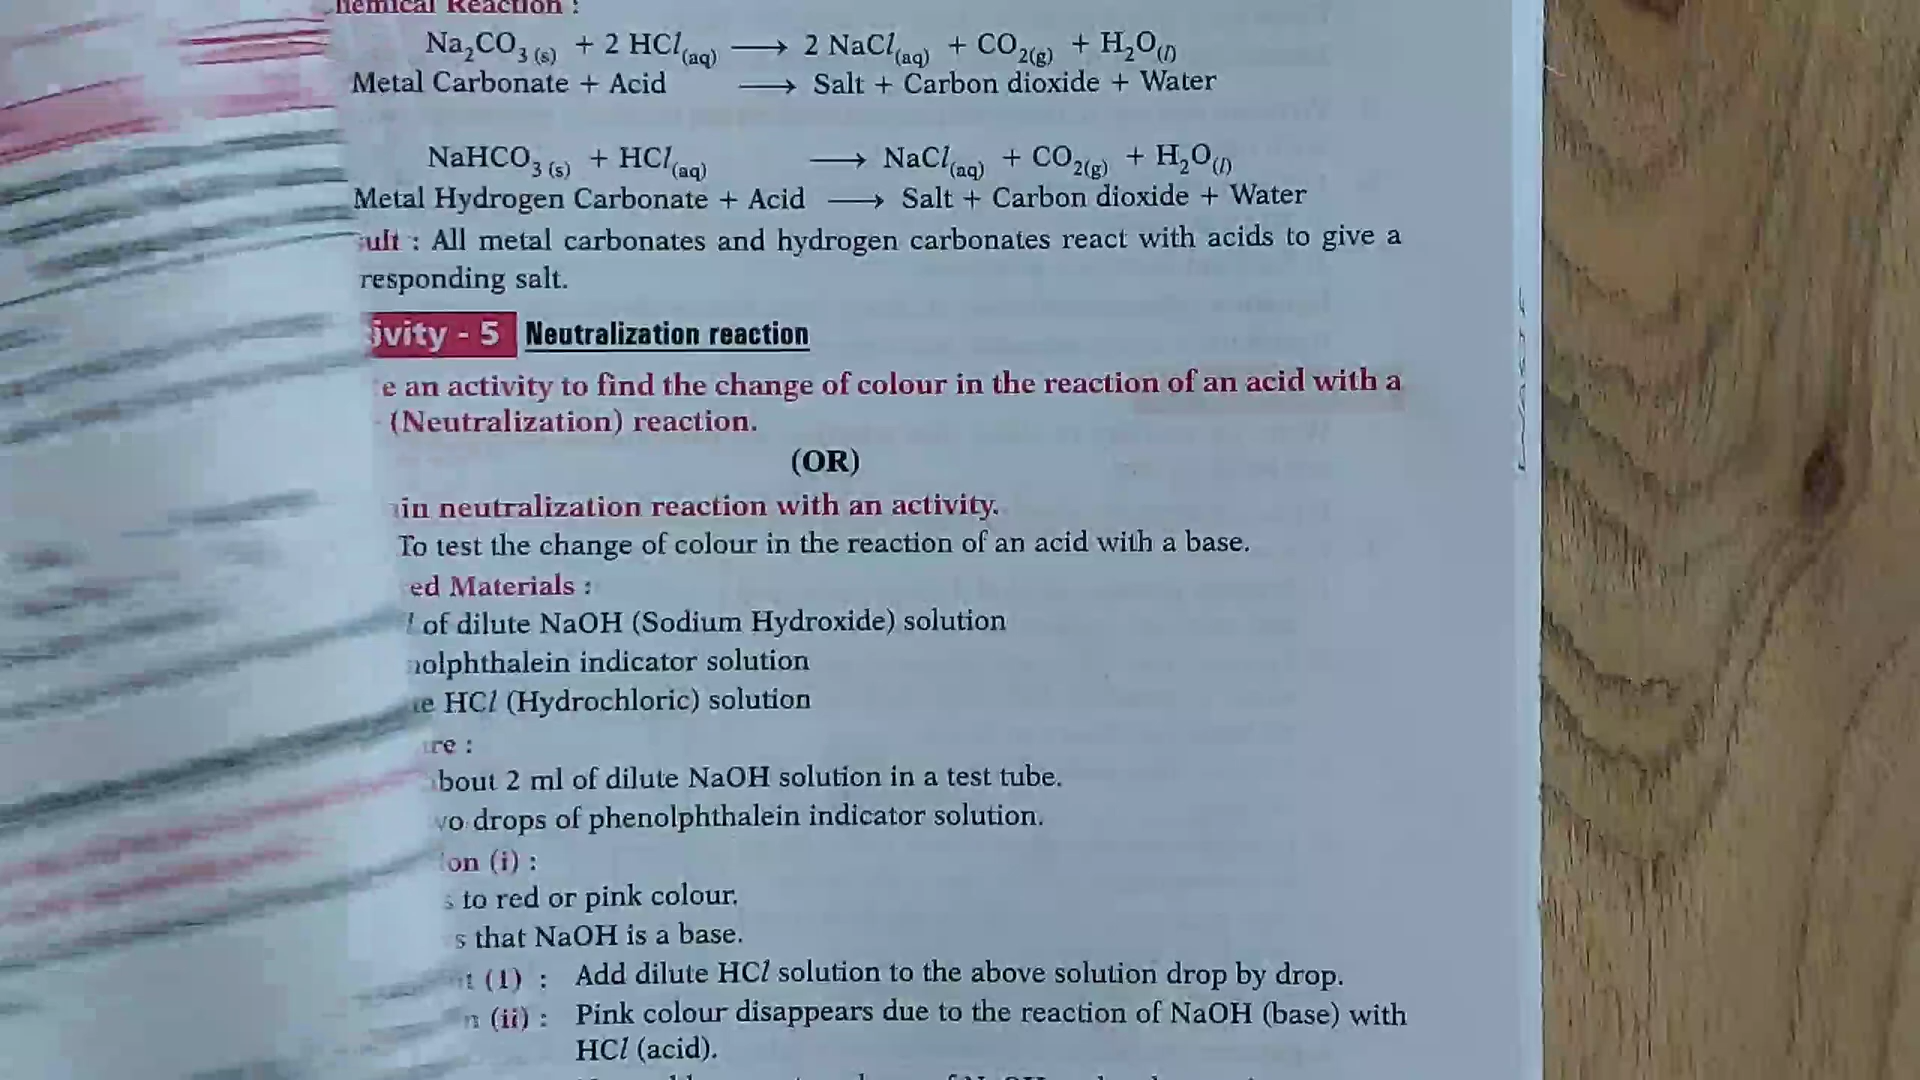 hemical Reaction :
Na₂CO₃ (s) + 2 HCl(aq) ⟶ 2 NaCl(aq) + CO₂(g) + H₂O(l)
Metal Carbonate + Acid ⟶ Salt + Carbon dioxide + Water
NaHCO₃ (s) + HCl(aq) ⟶ NaCl(aq) + CO₂(g) + H₂O(l)
Metal Hydrogen Carbonate + Acid ⟶ Salt + Carbon dioxide + Water
ult : All metal carbonates and hydrogen carbonates react with acids to give a
responding salt.
ivity - 5 Neutralization reaction
e an activity to find the change of colour in the reaction of an acid with a
(Neutralization) reaction.
(OR)
in neutralization reaction with an activity.
To test the change of colour in the reaction of an acid with a base.
ed Materials :
l of dilute NaOH (Sodium Hydroxide) solution
nolphthalein indicator solution
te HCl (Hydrochloric) solution
ure :
bout 2 ml of dilute NaOH solution in a test tube.
wo drops of phenolphthalein indicator solution.
ion (i) :
s to red or pink colour.
s that NaOH is a base.
t (1) : Add dilute HCl solution to the above solution drop by drop.
n (ii) : Pink colour disappears due to the reaction of NaOH (base) with
HCl (acid).